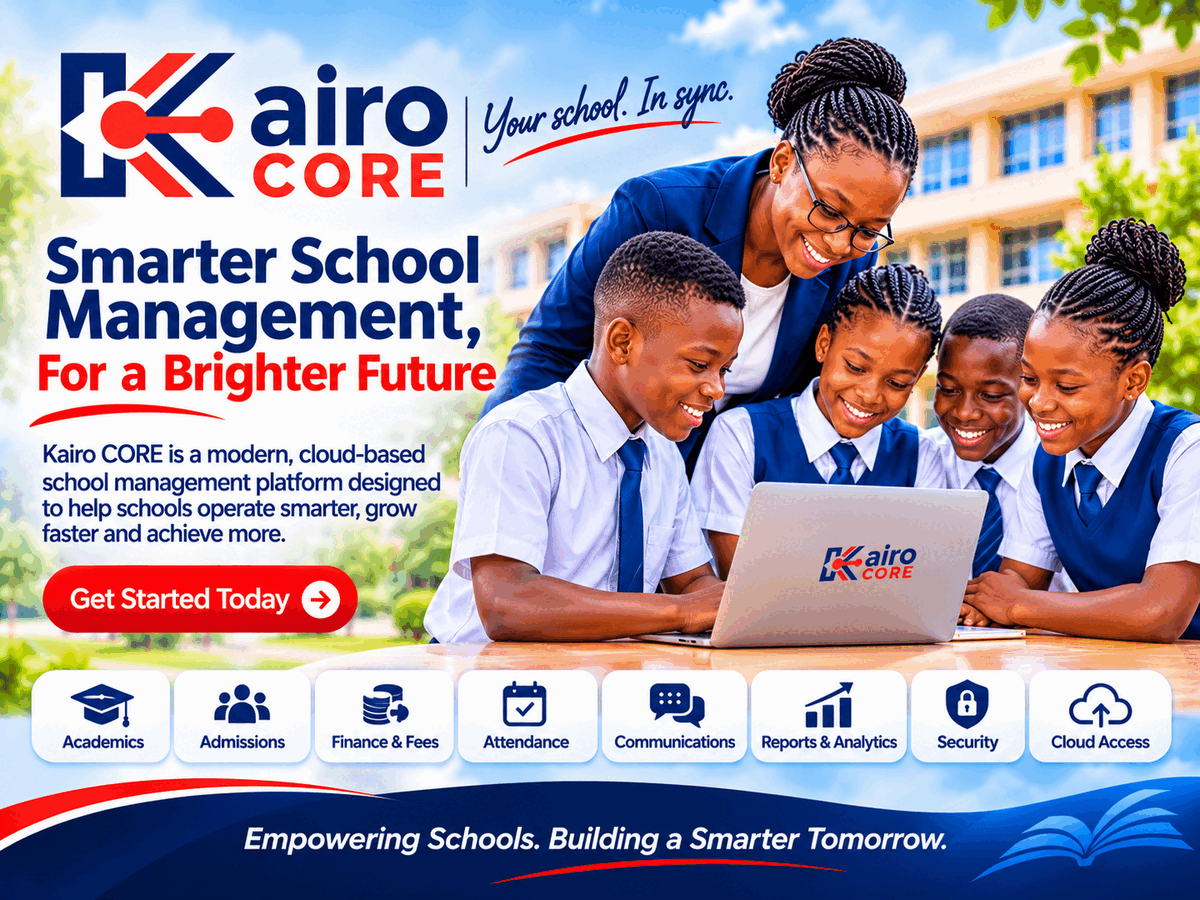 Kairo
CORE
Your school. In sync.
Smarter School
Management,
For a Brighter Future
Kairo CORE is a modern, cloud-based
school management platform designed
to help schools operate smarter, grow
faster and achieve more.
Get Started Today
Kairo
CORE
Academics
Admissions
Finance & Fees
Attendance
Communications
Reports & Analytics
Security
Cloud Access
Empowering Schools. Building a Smarter Tomorrow.